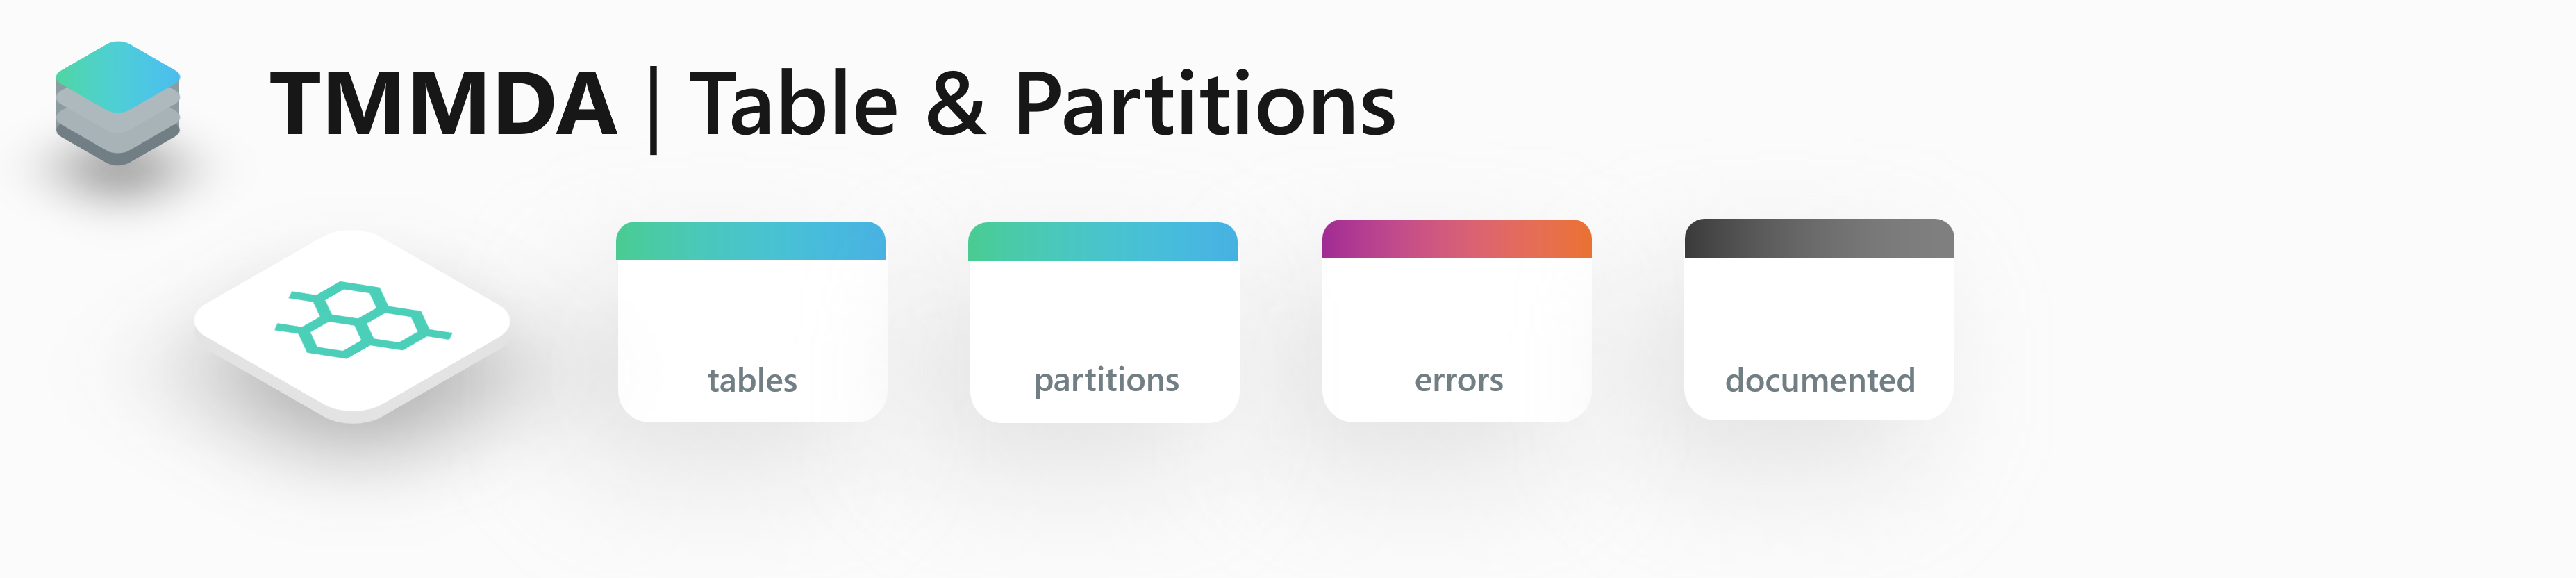 TMMDA | Table & Partitions
tables
partitions
errors
documented